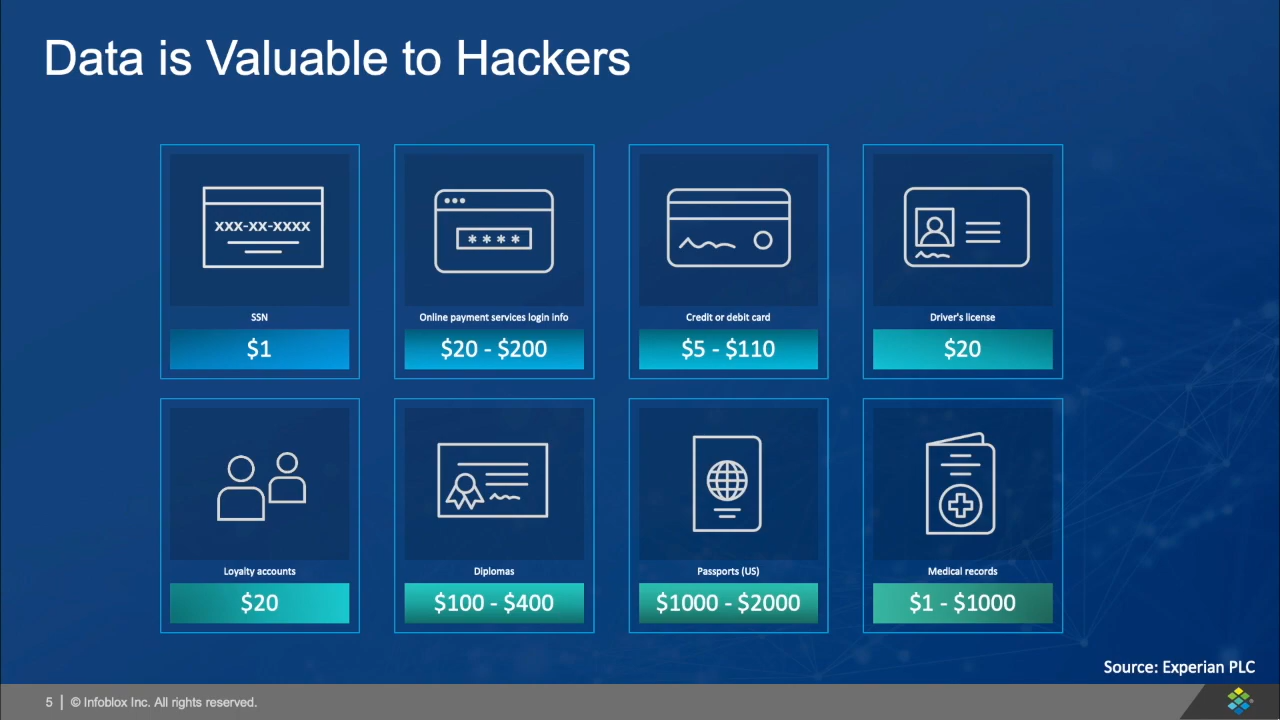 Data is Valuable to Hackers
xxx-xx-xxxx
****
SSN
Online payment services login info
Credit or debit card
Driver's license
$1
$20 - $200
$5 - $110
$20
Loyalty accounts
Diplomas
Passports (US)
Medical records
$20
$100 - $400
$1000 - $2000
$1 - $1000
Source: Experian PLC
5 | © Infoblox Inc. All rights reserved.